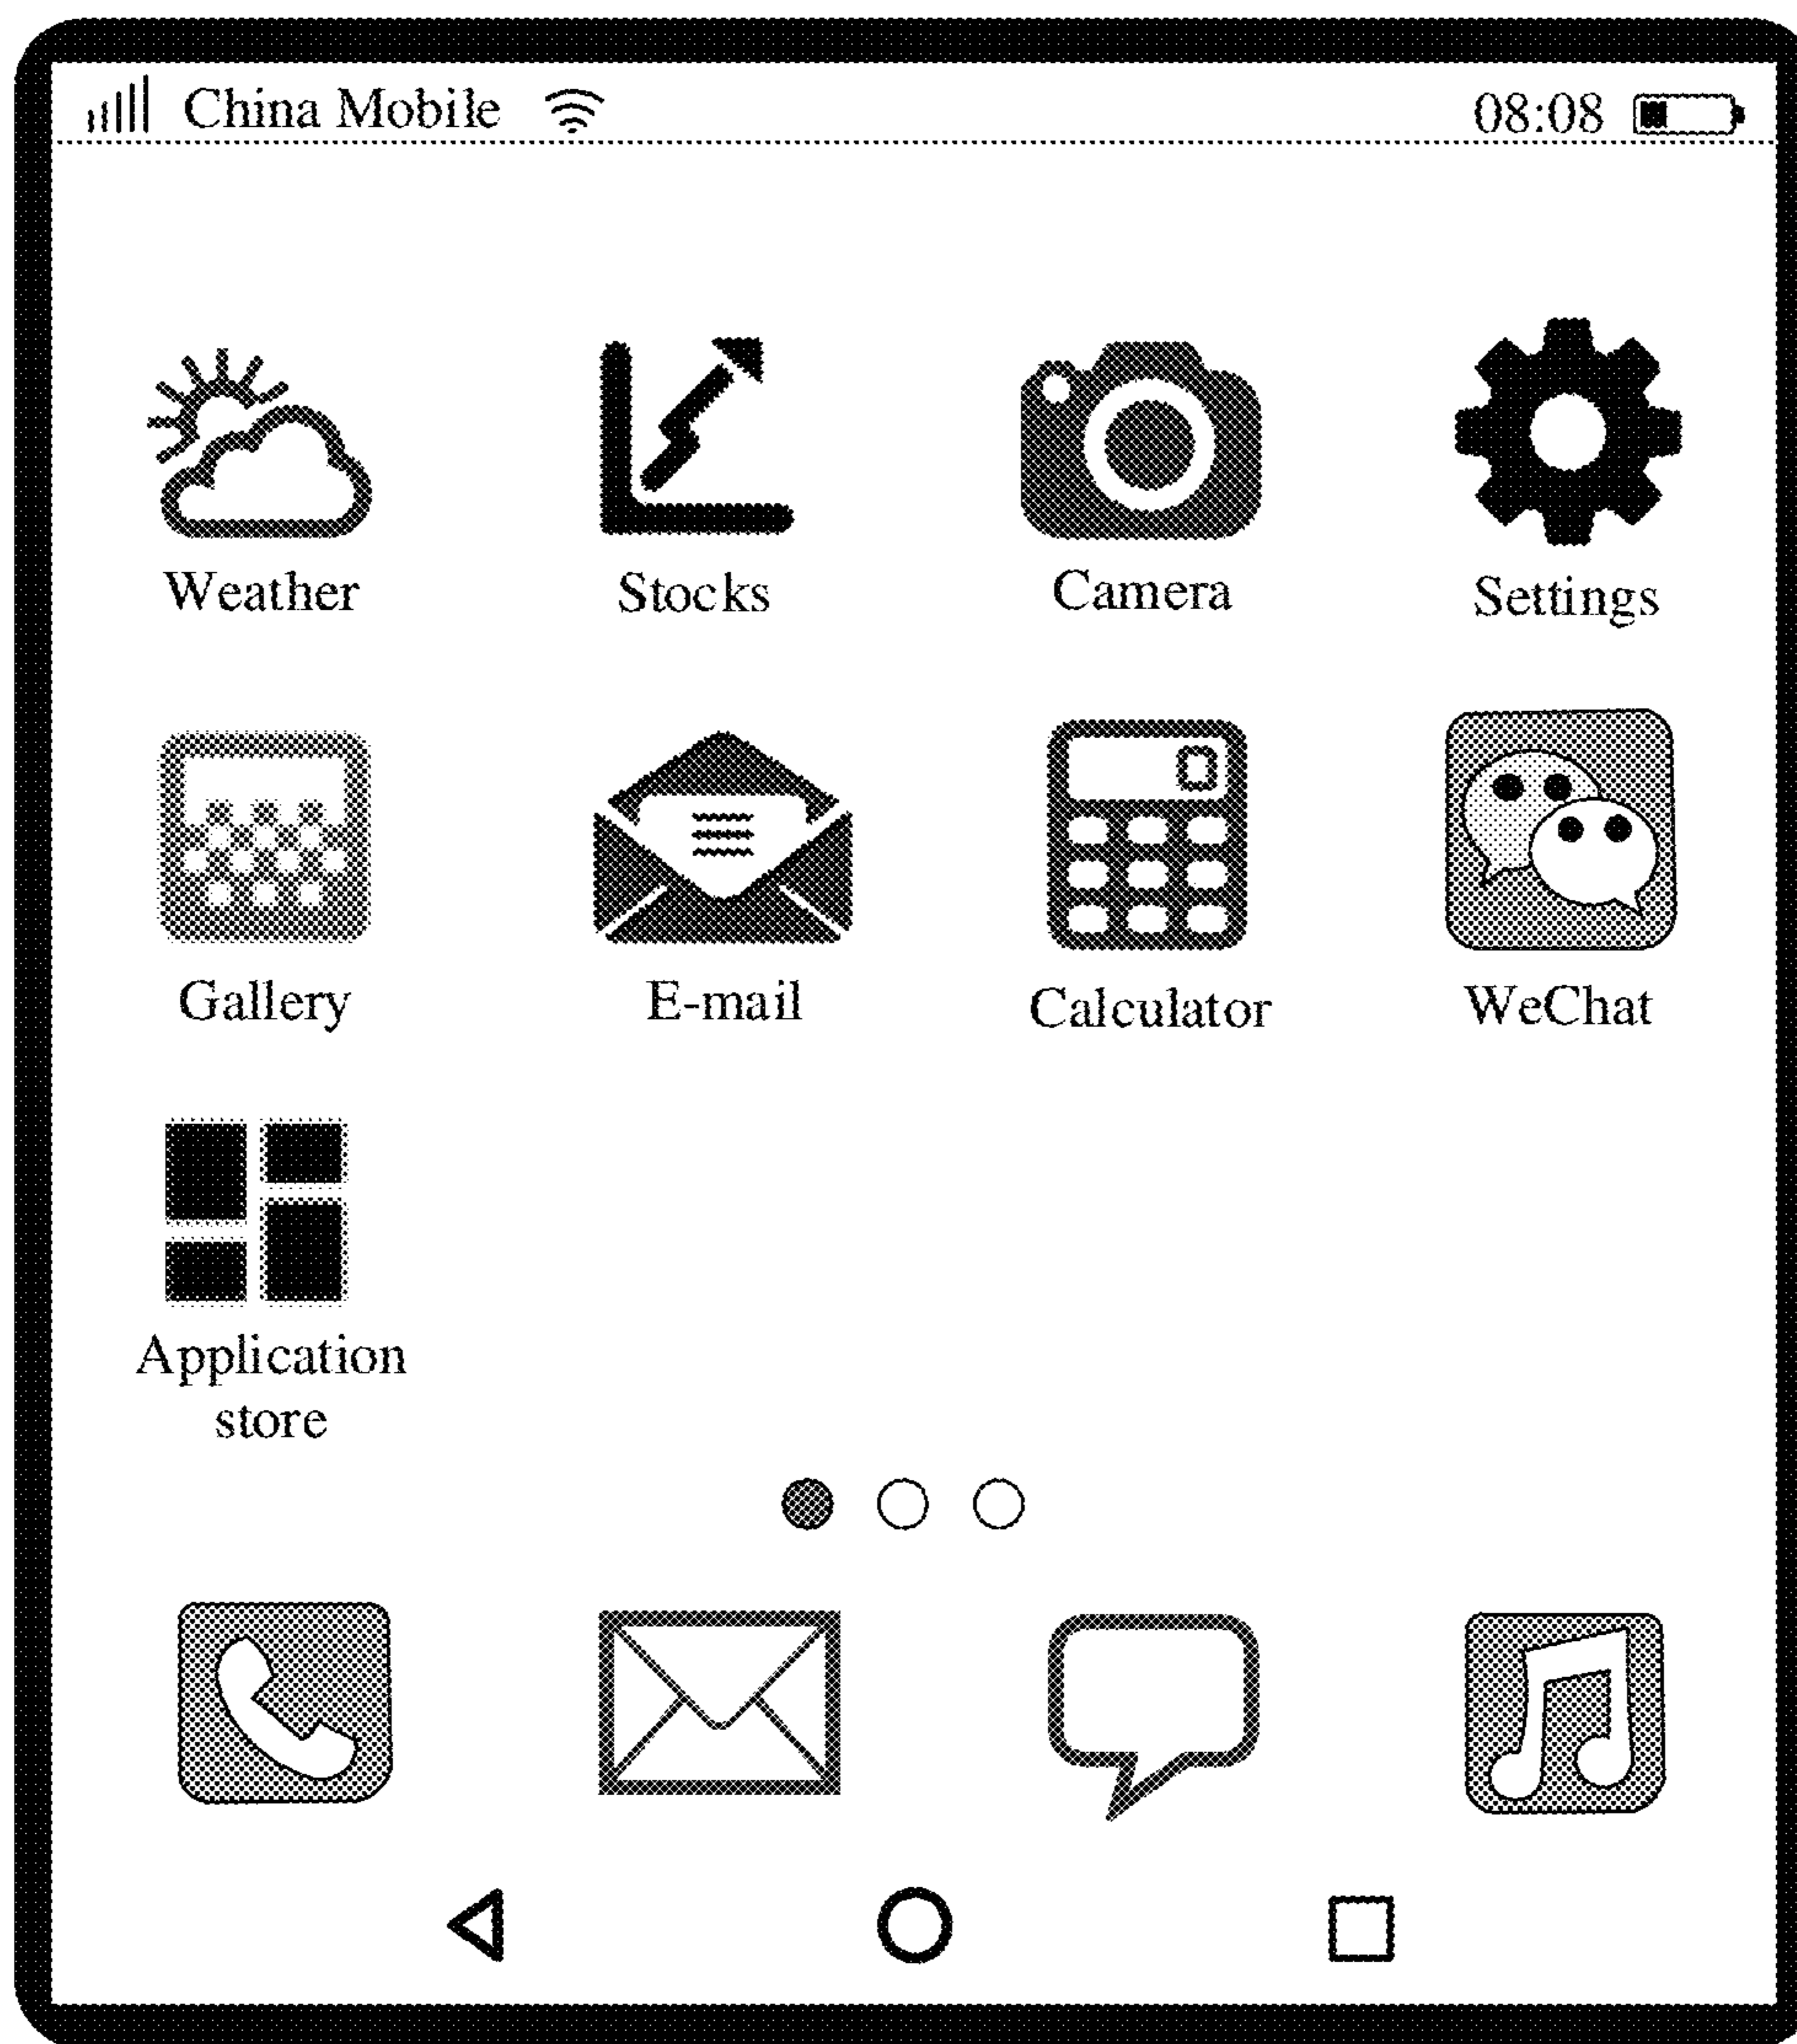 China Mobile 08:08
Weather Stocks Camera Settings
Gallery E-mail Calculator WeChat
Application
store